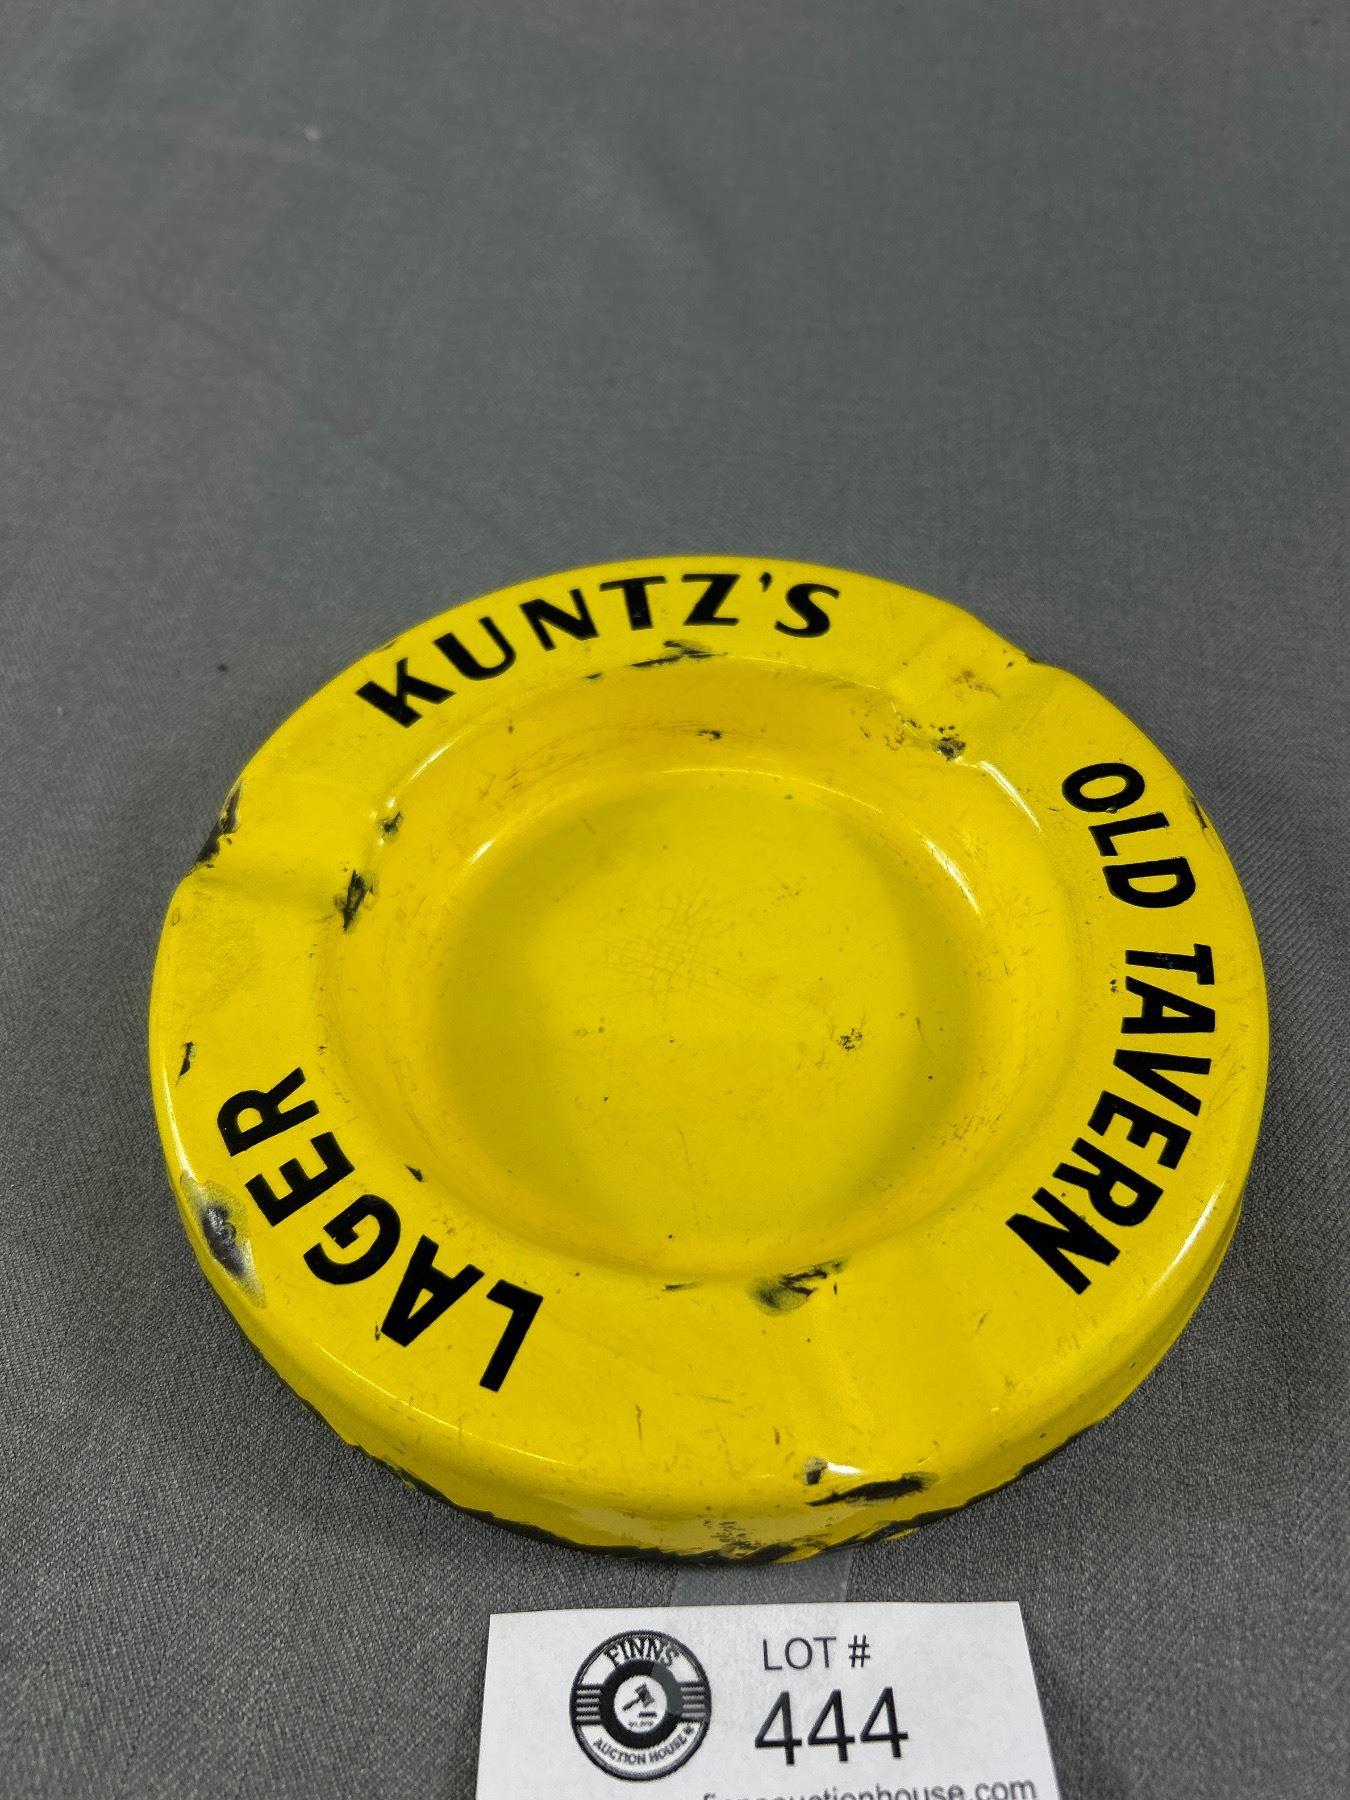 KUNTZ'S
OLD TAVERN
LAGER
FINNS
AUCTION HOUSE
LOT #
444